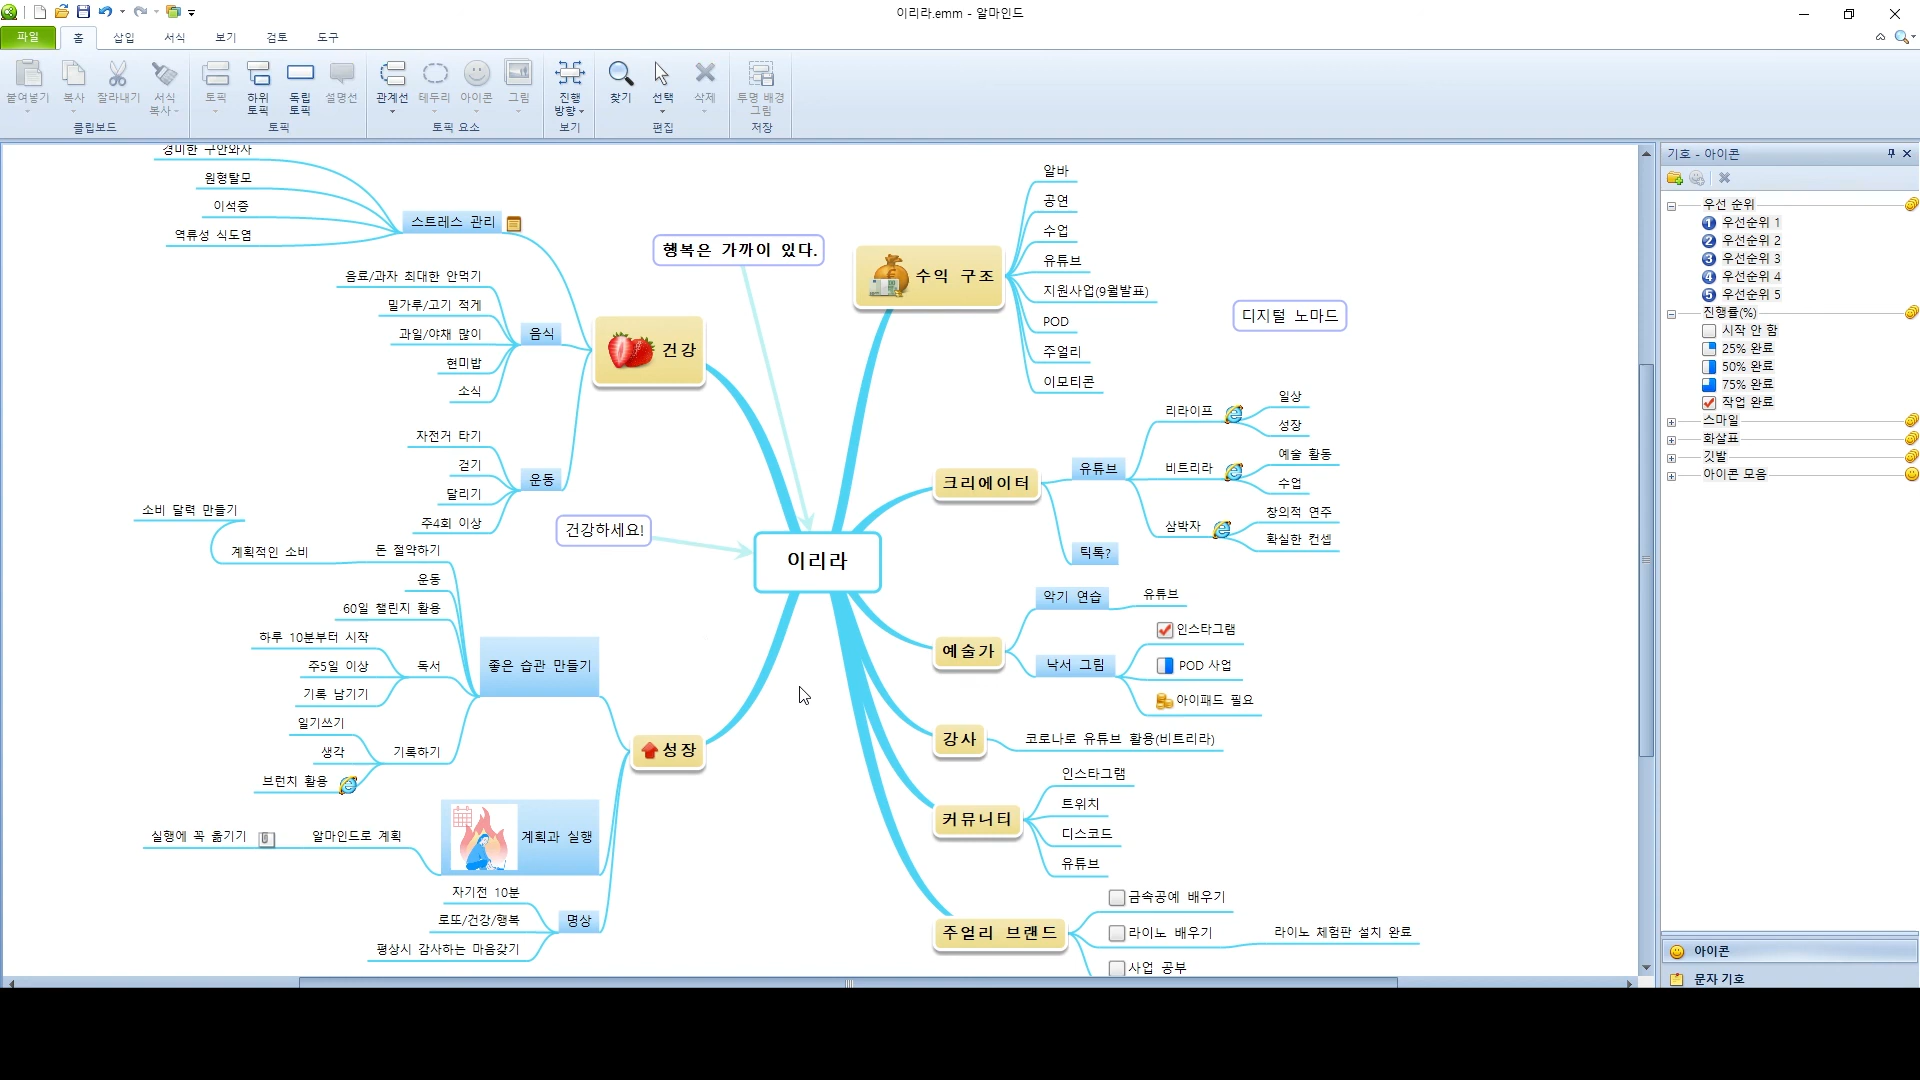 이리라.emm - 알마인드
파일 홈 삽입 서식 보기 검토 도구
붙여넣기 복사 잘라내기 서식 복사 토픽 하위 토픽 독립 토픽 설명선 관계선 테두리 아이콘 그림 진행 방향 찾기 선택 삭제 투명 배경 그림
클립보드 토픽 토픽 요소 보기 편집 저장
경미한 구안와사
원형탈모
이석증
역류성 식도염
스트레스 관리
음료/과자 최대한 안먹기
밀가루/고기 적게
과일/야채 많이
현미밥
소식
음식
건강
자전거 타기
걷기
달리기
주4회 이상
운동
행복은 가까이 있다.
건강하세요!
이리라
소비 달력 만들기
계획적인 소비
돈 절약하기
운동
60일 챌린지 활용
하루 10분부터 시작
주5일 이상
기록 남기기
독서
일기쓰기
생각
브런치 활용
기록하기
좋은 습관 만들기
성장
실행에 꼭 옮기기
알마인드로 계획
계획과 실행
자기전 10분
로또/건강/행복
평상시 감사하는 마음갖기
명상
수익 구조
알바
공연
수업
유튜브
지원사업(9월발표)
POD
주얼리
이모티콘
디지털 노마드
크리에이터
유튜브
리라이프
일상
성장
비트리라
예술 활동
수업
삼박자
창의적 연주
확실한 컨셉
틱톡?
예술가
악기 연습
유튜브
낙서 그림
인스타그램
POD 사업
아이패드 필요
강사
코로나로 유튜브 활용(비트리라)
커뮤니티
인스타그램
트위치
디스코드
유튜브
주얼리 브랜드
금속공예 배우기
라이노 배우기
라이노 체험판 설치 완료
사업 공부
기호 - 아이콘
우선 순위
1 우선순위 1
2 우선순위 2
3 우선순위 3
4 우선순위 4
5 우선순위 5
진행률(%)
시작 안 함
25% 완료
50% 완료
75% 완료
작업 완료
스마일
화살표
깃발
아이콘 모음
아이콘
문자 기호